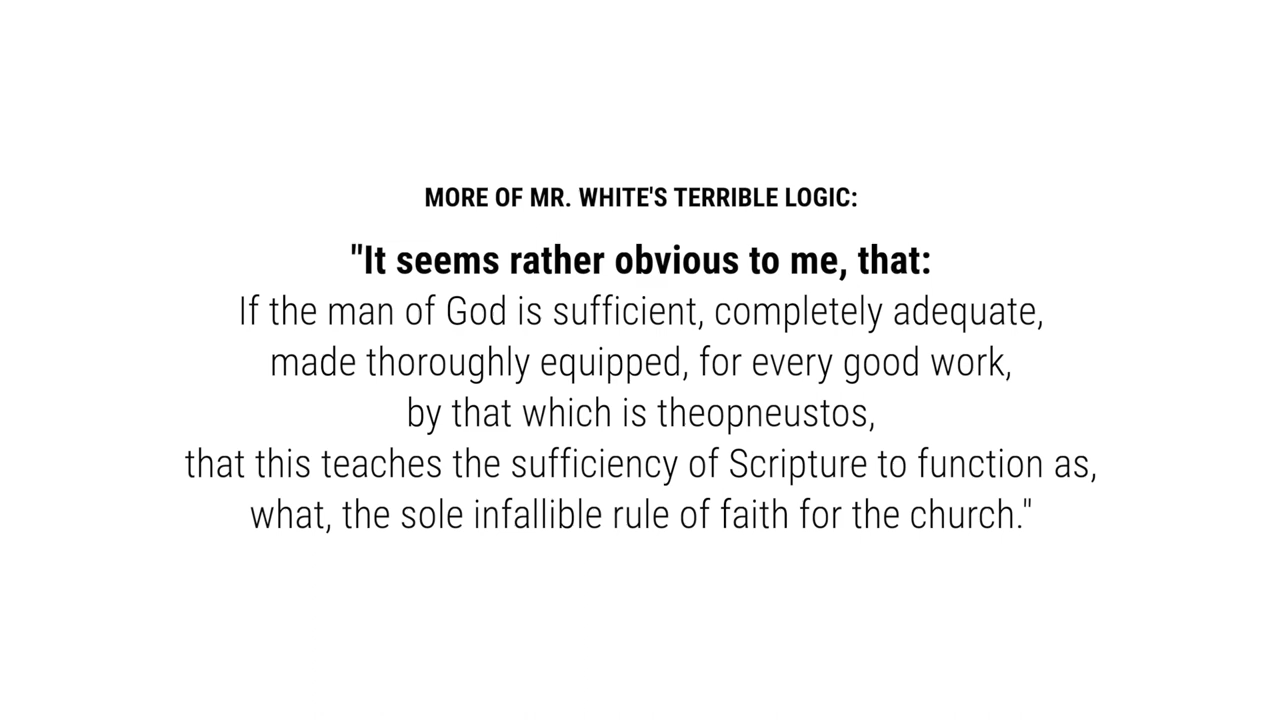 MORE OF MR. WHITE'S TERRIBLE LOGIC:
"It seems rather obvious to me, that:
If the man of God is sufficient, completely adequate,
made thoroughly equipped, for every good work,
by that which is theopneustos,
that this teaches the sufficiency of Scripture to function as,
what, the sole infallible rule of faith for the church."